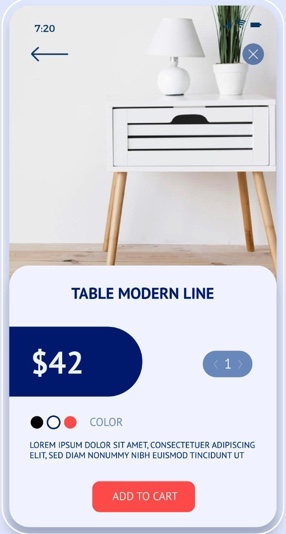 7:20
TABLE MODERN LINE
$42
1
COLOR
LOREM IPSUM DOLOR SIT AMET, CONSECTETUER ADIPISCING
ELIT, SED DIAM NONUMMY NIBH EUISMOD TINCIDUNT UT
ADD TO CART